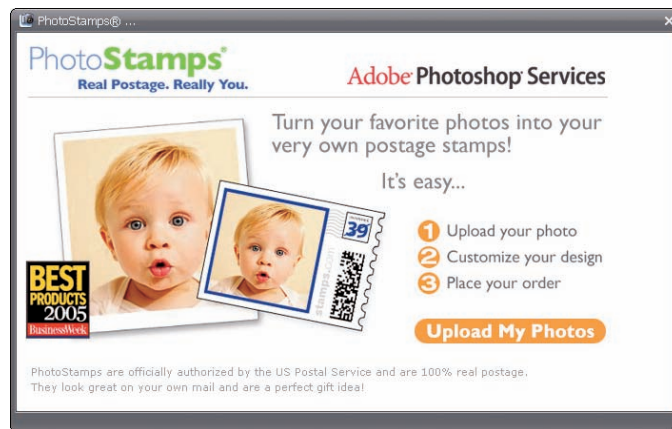 PhotoStamps® ...
PhotoStamps®
Real Postage. Really You.
Adobe® Photoshop® Services
Turn your favorite photos into your
very own postage stamps!
It's easy...
1 Upload your photo
2 Customize your design
3 Place your order
39
stamps.com
BEST
PRODUCTS
2005
BusinessWeek
Upload My Photos
PhotoStamps are officially authorized by the US Postal Service and are 100% real postage.
They look great on your own mail and are a perfect gift idea!